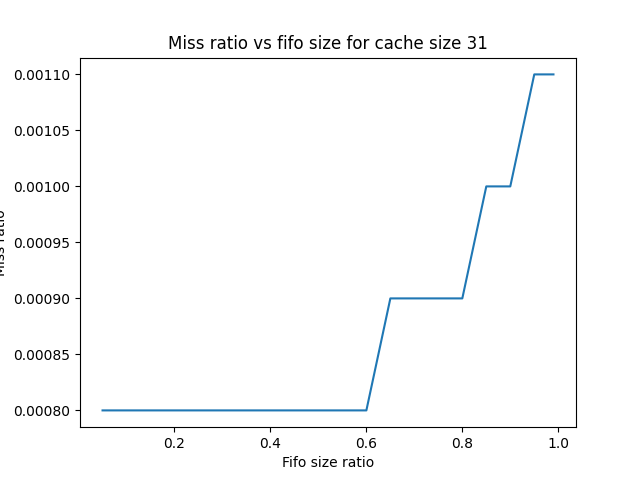 Miss ratio vs fifo size for cache size 31
Miss ratio
0.00110
0.00105
0.00100
0.00095
0.00090
0.00085
0.00080
0.2 0.4 0.6 0.8 1.0
Fifo size ratio